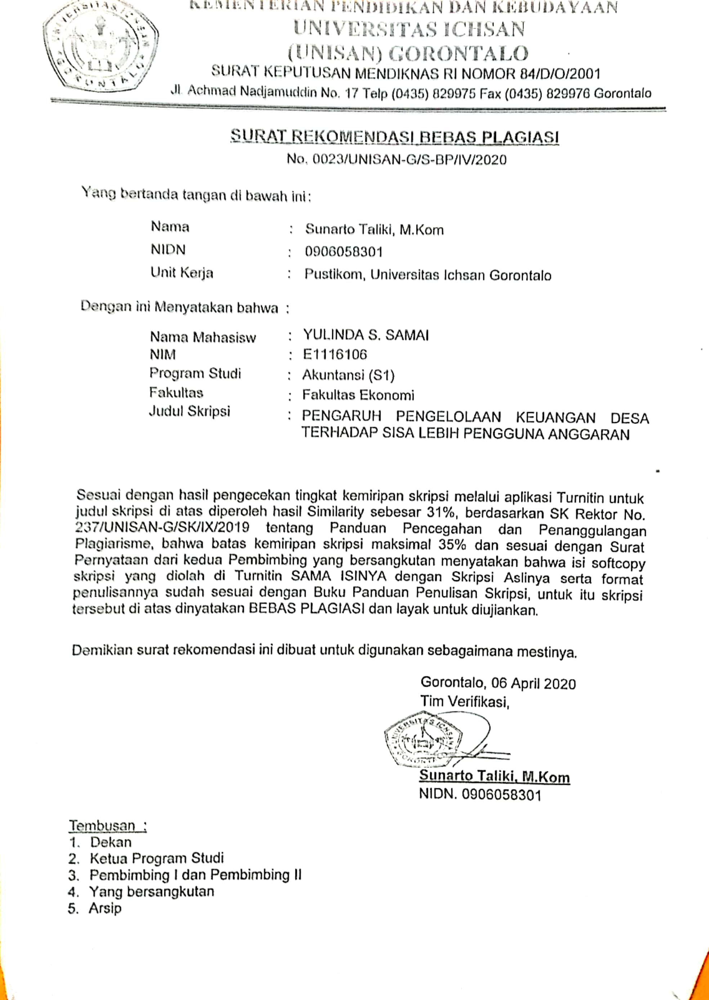 KEMENTERIAN PENDIDIKAN DAN KEBUDAYAAN
UNIVERSITAS ICHSAN
(UNISAN) GORONTALO
SURAT KEPUTUSAN MENDIKNAS RI NOMOR 84/D/O/2001
Jl. Achmad Nadjamuddin No. 17 Telp (0435) 829975 Fax (0435) 829976 Gorontalo
UNIVERSITAS ICHSAN
GORONTALO
SURAT REKOMENDASI BEBAS PLAGIASI
No. 0023/UNISAN-G/S-BP/IV/2020
Yang bertanda tangan di bawah ini :
Nama : Sunarto Taliki, M.Kom
NIDN : 0906058301
Unit Kerja : Pustikom, Universitas Ichsan Gorontalo
Dengan ini Menyatakan bahwa :
Nama Mahasisw : YULINDA S. SAMAI
NIM : E1116106
Program Studi : Akuntansi (S1)
Fakultas : Fakultas Ekonomi
Judul Skripsi : PENGARUH PENGELOLAAN KEUANGAN DESA
TERHADAP SISA LEBIH PENGGUNA ANGGARAN
Sesuai dengan hasil pengecekan tingkat kemiripan skripsi melalui aplikasi Turnitin untuk
judul skripsi di atas diperoleh hasil Similarity sebesar 31%, berdasarkan SK Rektor No.
237/UNISAN-G/SK/IX/2019 tentang Panduan Pencegahan dan Penanggulangan
Plagiarisme, bahwa batas kemiripan skripsi maksimal 35% dan sesuai dengan Surat
Pernyataan dari kedua Pembimbing yang bersangkutan menyatakan bahwa isi softcopy
skripsi yang diolah di Turnitin SAMA ISINYA dengan Skripsi Aslinya serta format
penulisannya sudah sesuai dengan Buku Panduan Penulisan Skripsi, untuk itu skripsi
tersebut di atas dinyatakan BEBAS PLAGIASI dan layak untuk diujiankan.
Demikian surat rekomendasi ini dibuat untuk digunakan sebagaimana mestinya.
Gorontalo, 06 April 2020
Tim Verifikasi,
UNIVERSITAS ICHSAN
GORONTALO
Sunarto Taliki, M.Kom
NIDN. 0906058301
Tembusan :
1. Dekan
2. Ketua Program Studi
3. Pembimbing I dan Pembimbing II
4. Yang bersangkutan
5. Arsip